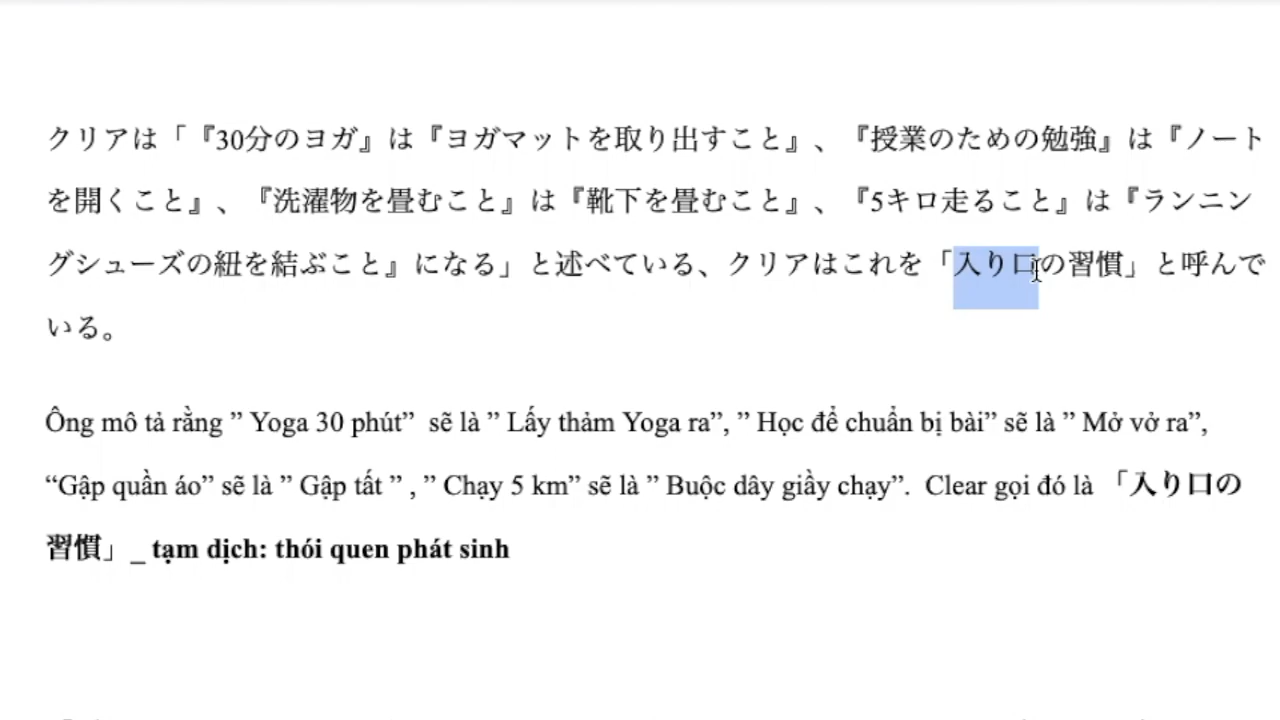 クリアは「『30分のヨガ』は『ヨガマットを取り出すこと』、『授業のための勉強』は『ノート
を開くこと』、『洗濯物を畳むこと』は『靴下を畳むこと』、『5キロ走ること』は『ランニン
グシューズの紐を結ぶこと』になる」と述べている、クリアはこれを「入り口の習慣」と呼んで
いる。
Ông mô tả rằng ” Yoga 30 phút”  sẽ là ” Lấy thảm Yoga ra”, ” Học để chuẩn bị bài” sẽ là ” Mở vở ra”,
“Gập quần áo” sẽ là ” Gập tất ” , ” Chạy 5 km” sẽ là ” Buộc dây giầy chạy”.  Clear gọi đó là 「入り口の
習慣」_ tạm dịch: thói quen phát sinh